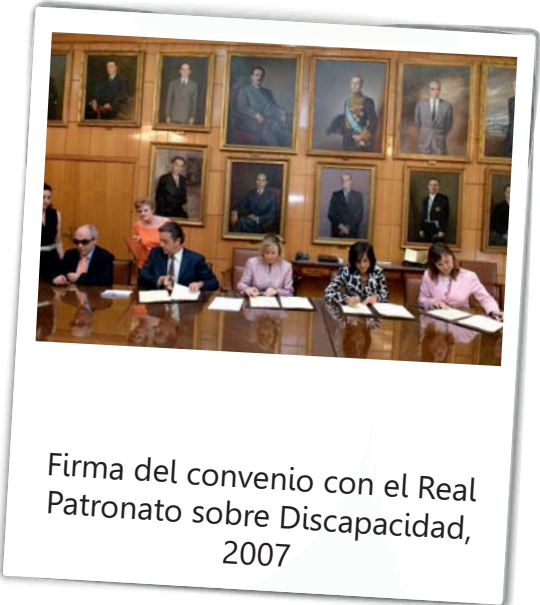 Firma del convenio con el Real
Patronato sobre Discapacidad,
2007